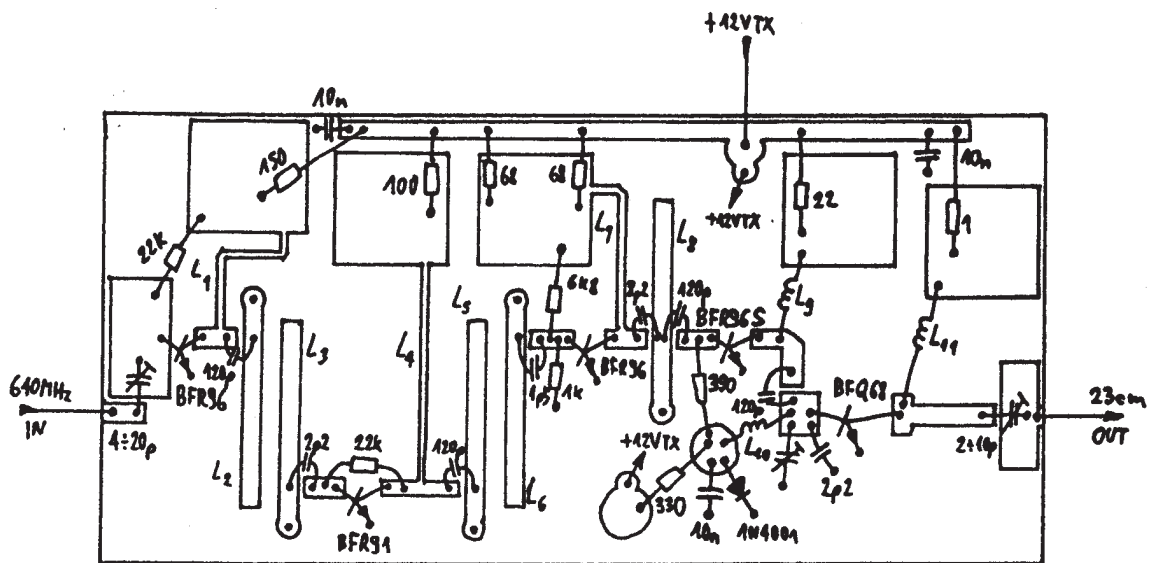 +12VTX
10n
150
100
68
68
+12VTX
22
10n
1
22k
L1
L7
L8
6k8
L9
L5
2p2
120p
BFR96S
L3
L4
L11
120p
BFR96
BFR96
1p5
1k
390
BFQ68
640MHz
IN
4÷20p
120p
23cm
OUT
2÷10p
L2
2p2
22k
120p
+12VTX
L10
L6
330
2p2
10n
1N4001
BFR91